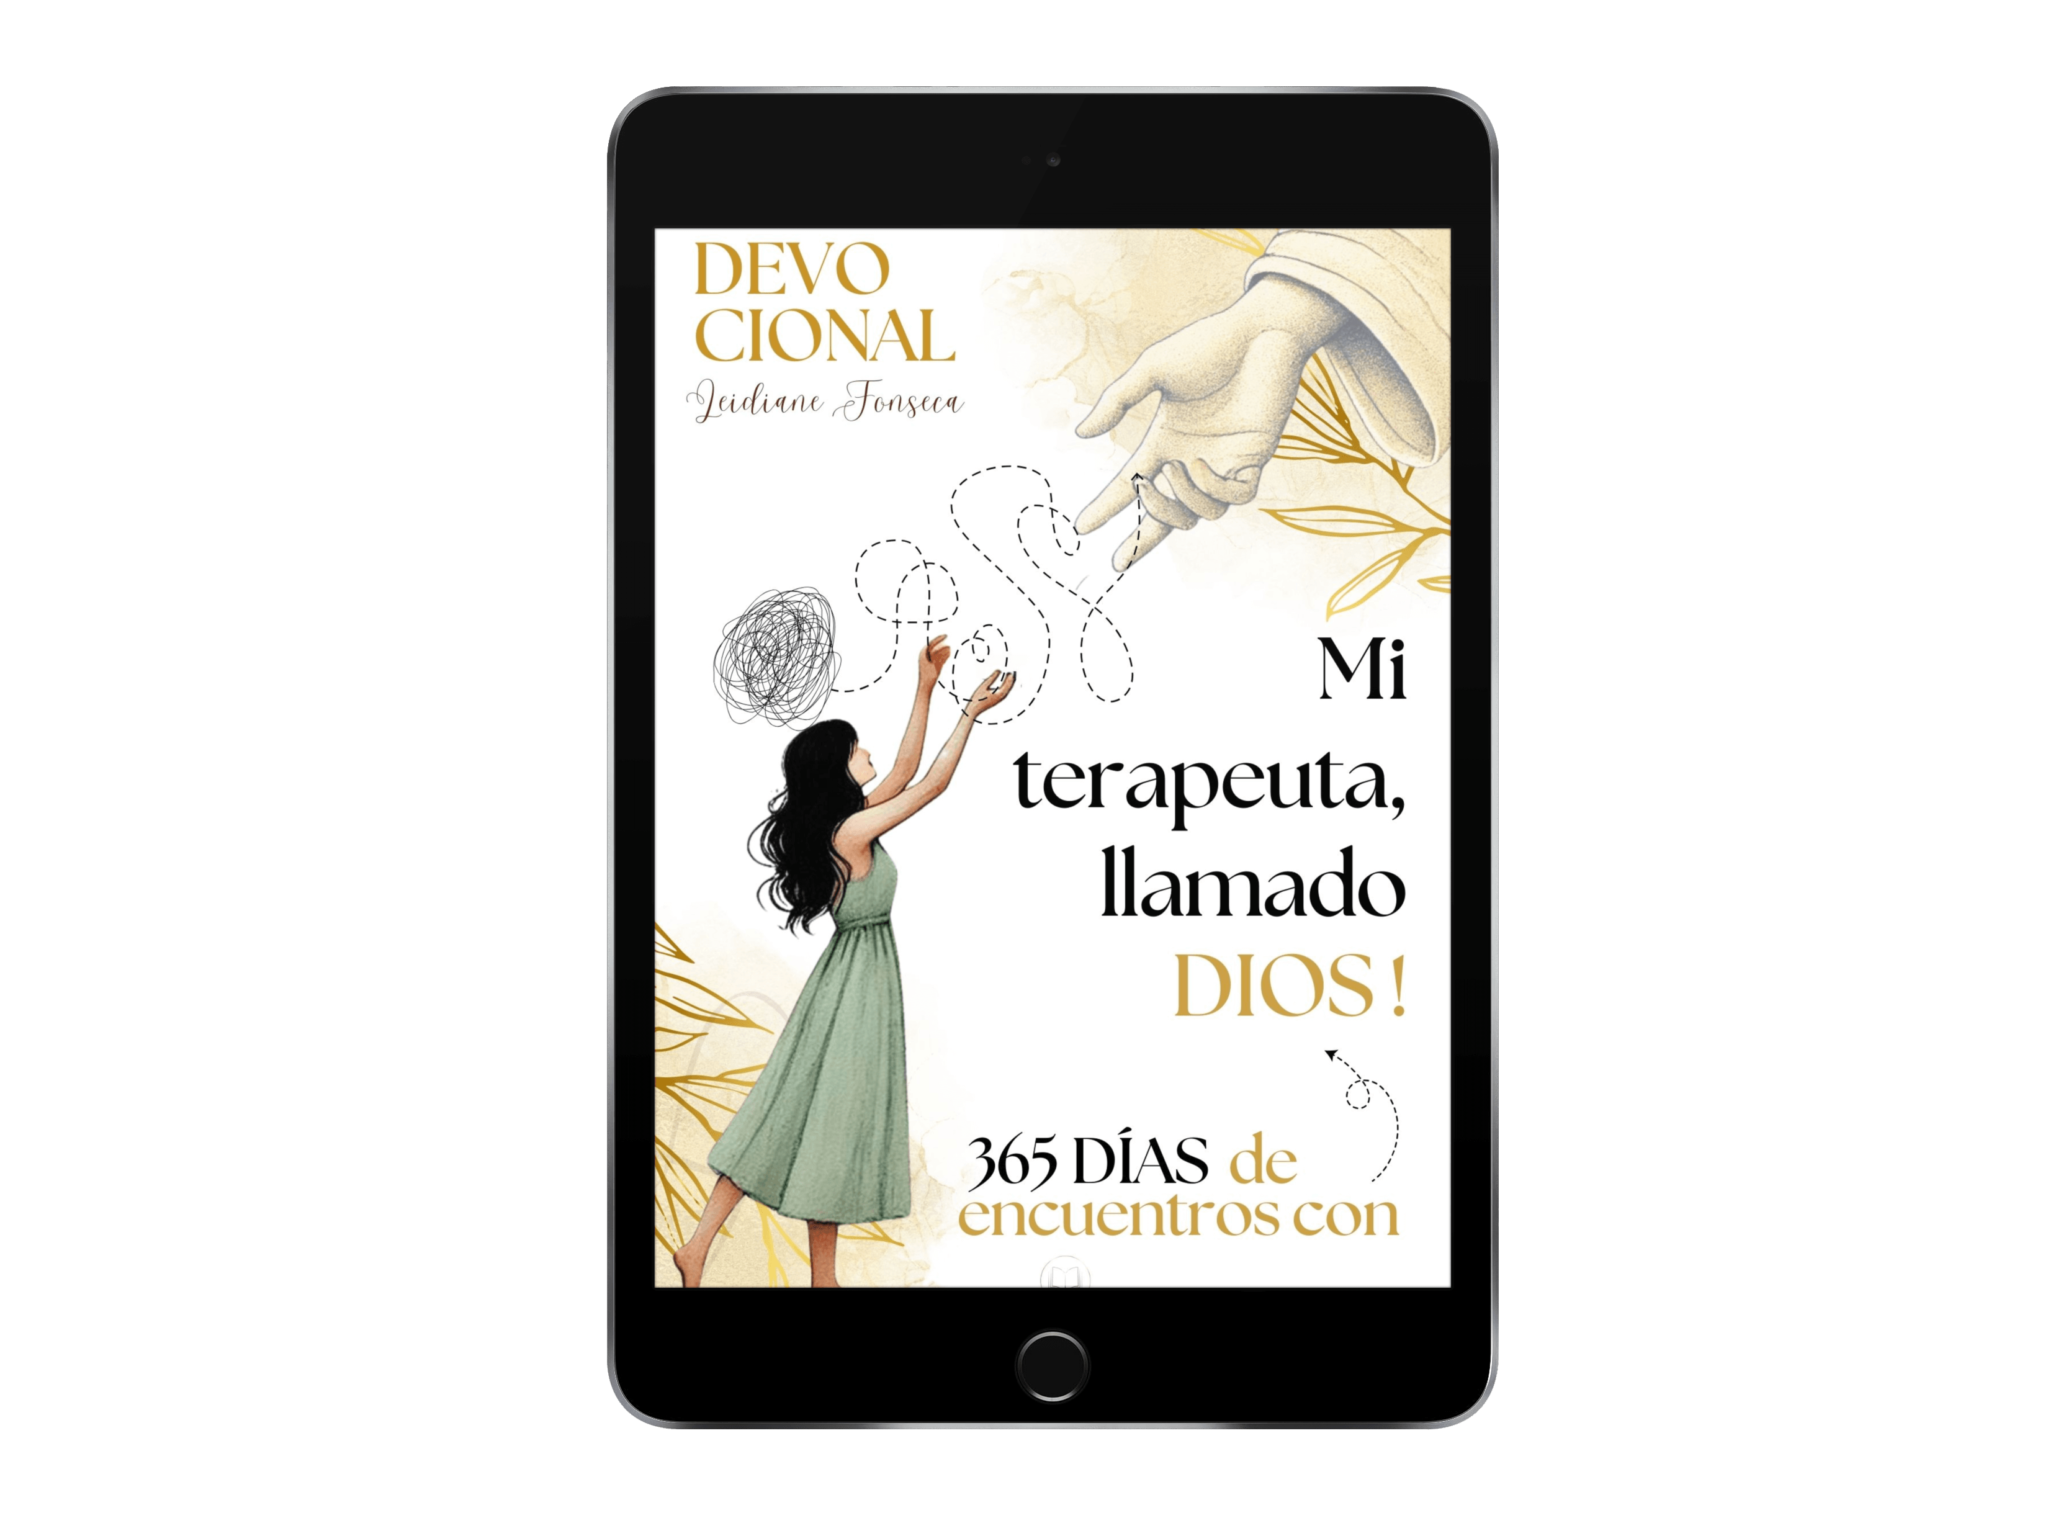 DEVO
CIONAL
Leidiane Fonseca
Mi
terapeuta,
llamado
DIOS!
365 DÍAS de
encuentros con